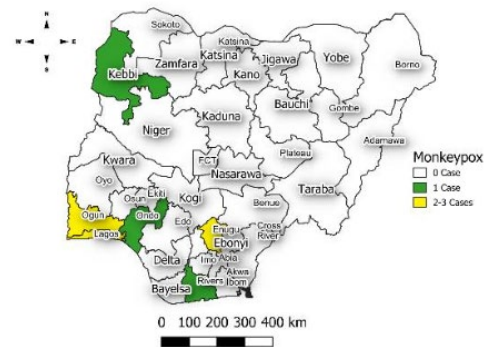 N
W E
S
Sokoto
Katsina
Katsina Jigawa Yobe
Zamfara
Borno
Kebbi
Kano
Bauchi
Gombe
Kaduna
Adamawa
Niger
Plateau
Kwara
FCT
Nasarawa
Oyo
Taraba
Ekiti
Osun
Kogi
Benue
Ogun
Ondo
Edo
Enugu
Cross
River
Lagos
Ebonyi
Delta
Imo
Abia
Akwa
Ibom
Rivers
Bayelsa
Monkeypox
0 Case
1 Case
2-3 Cases
0 100 200 300 400 km